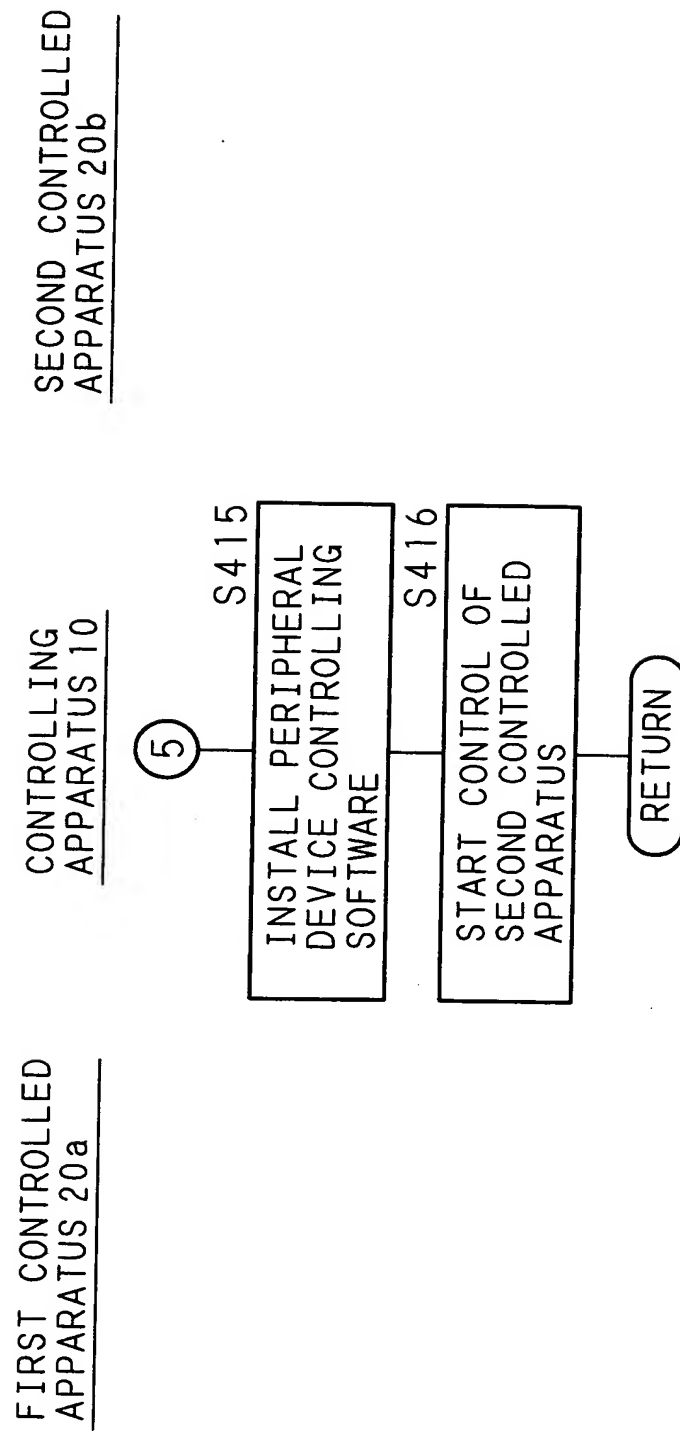 FIRST CONTROLLED
APPARATUS 20a
CONTROLLING
APPARATUS 10
SECOND CONTROLLED
APPARATUS 20b
5
S415
INSTALL PERIPHERAL
DEVICE CONTROLLING
SOFTWARE
S416
START CONTROL OF
SECOND CONTROLLED
APPARATUS
RETURN